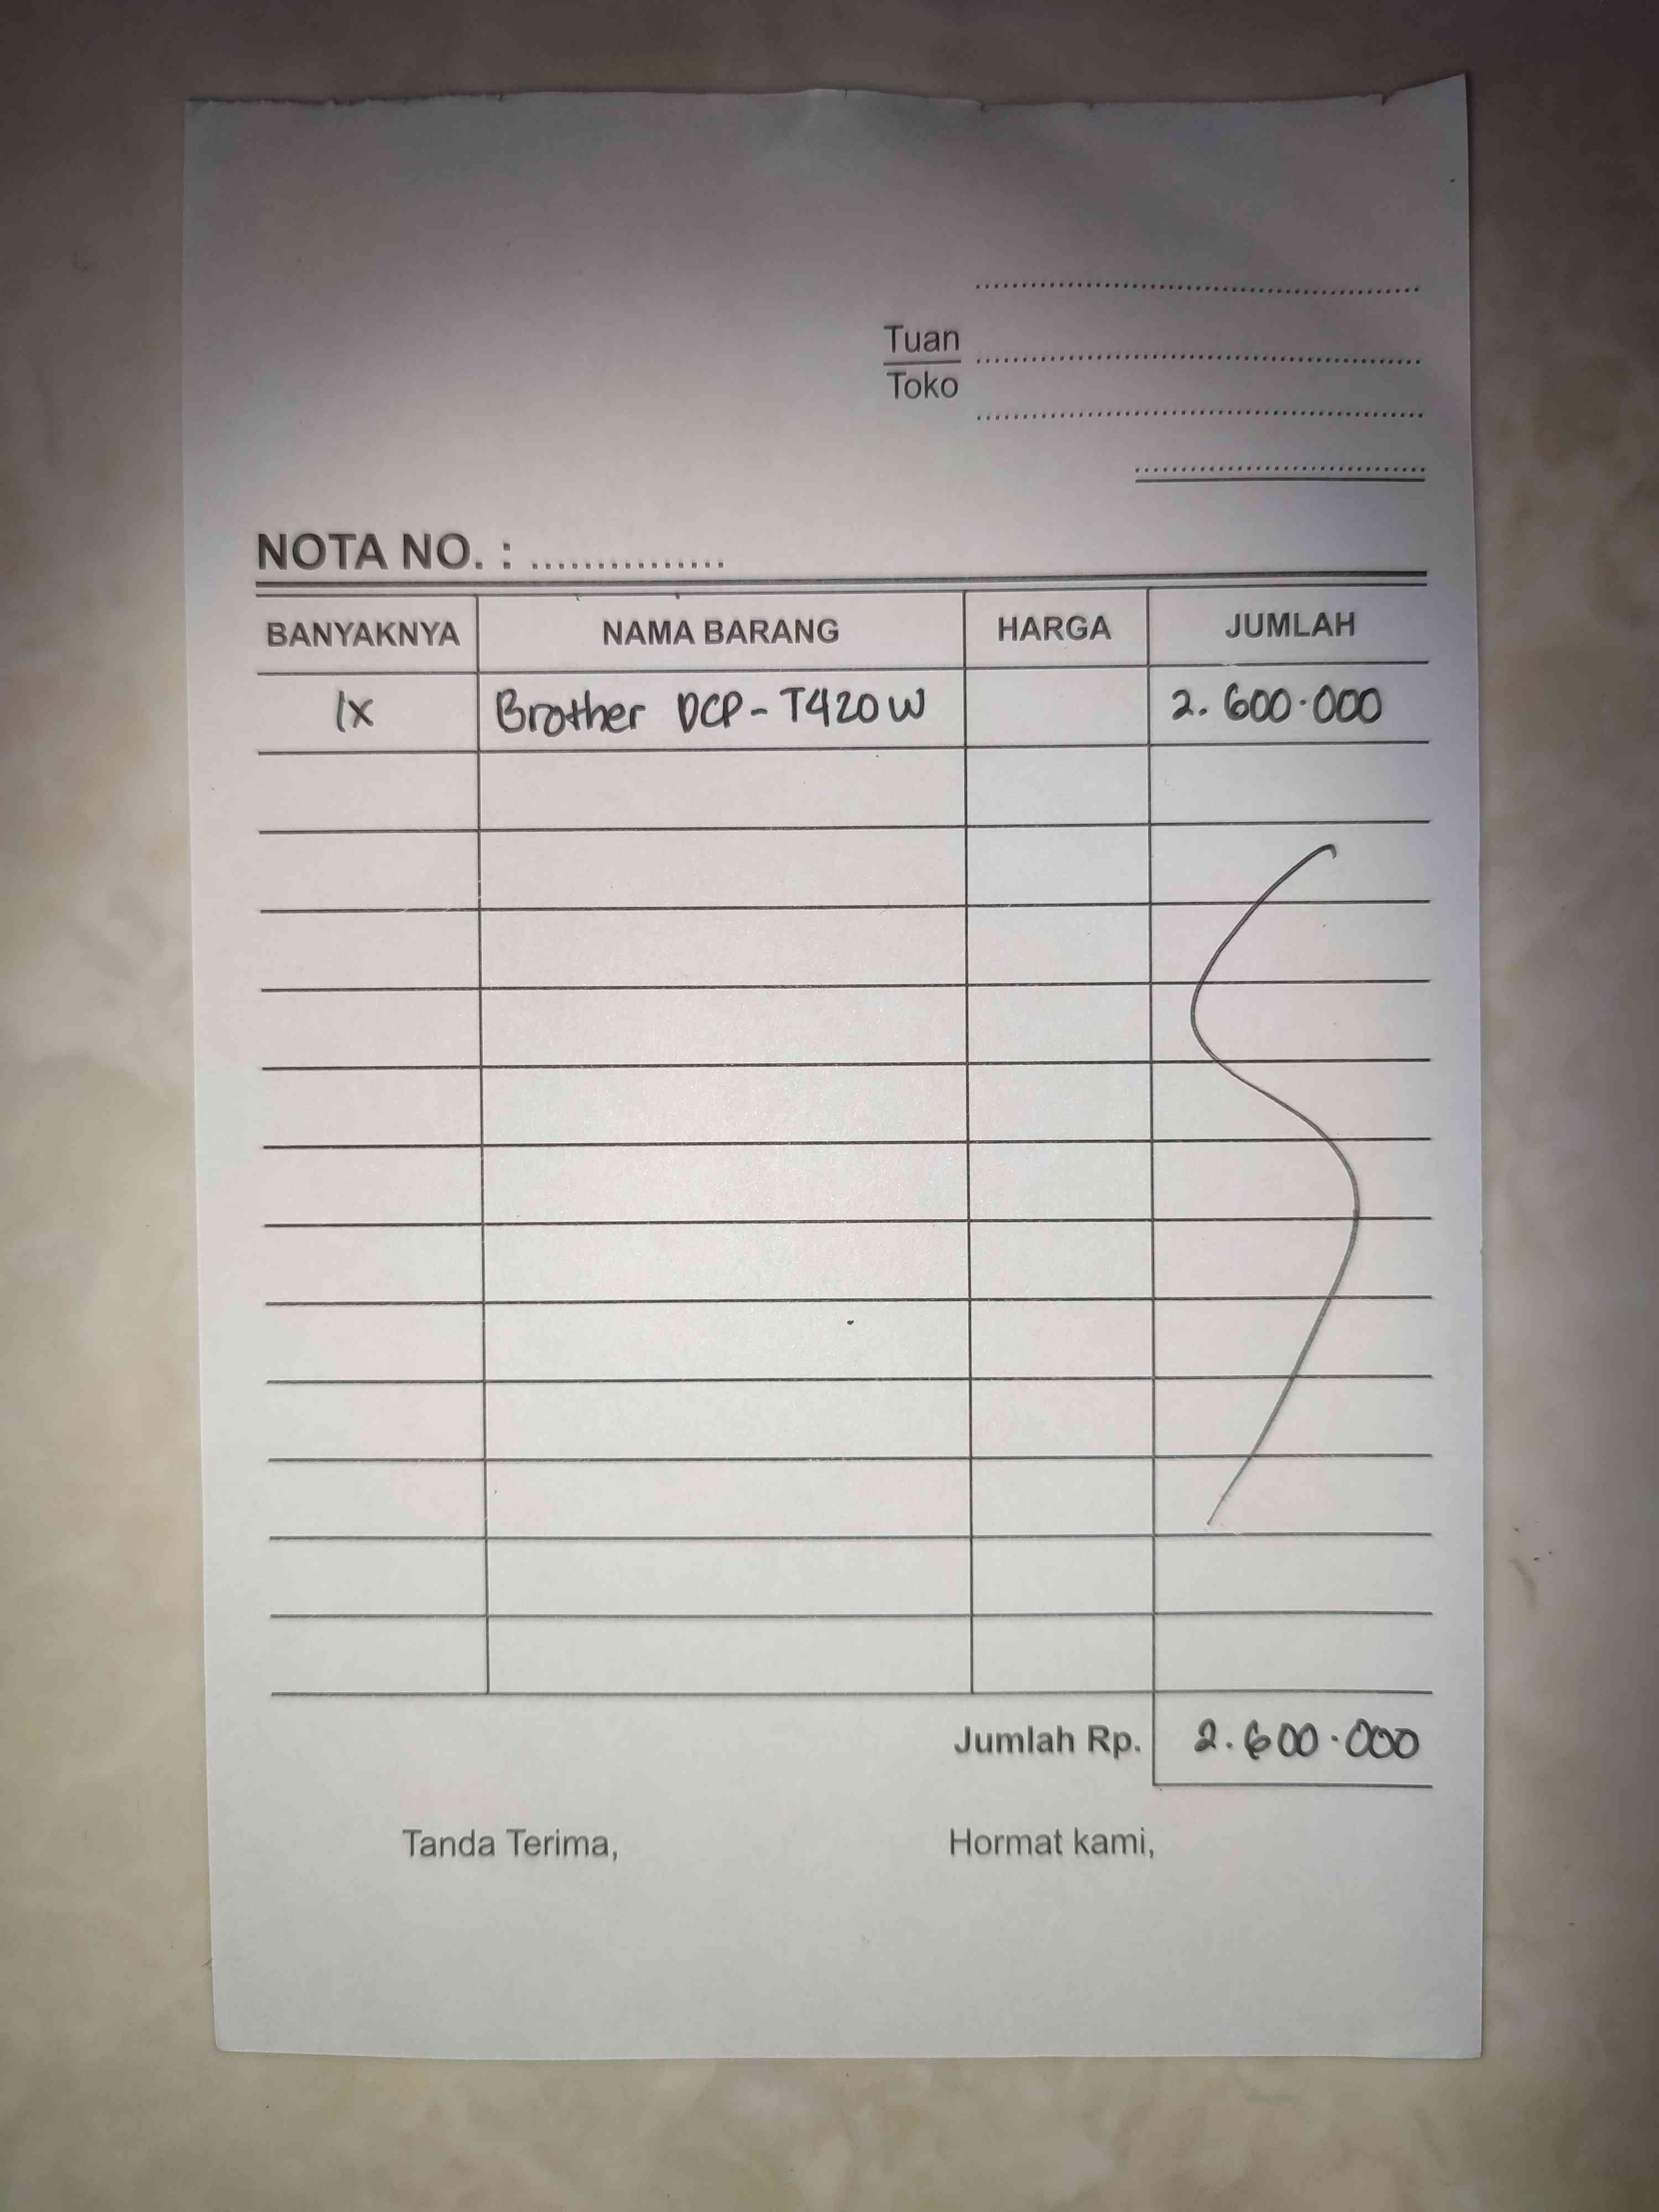 Tuan
Toko
NOTA NO. : ...............
BANYAKNYA NAMA BARANG HARGA JUMLAH
1x Brother DCP-T420W 2.600.000
Jumlah Rp. 2.600.000
Tanda Terima, Hormat kami,